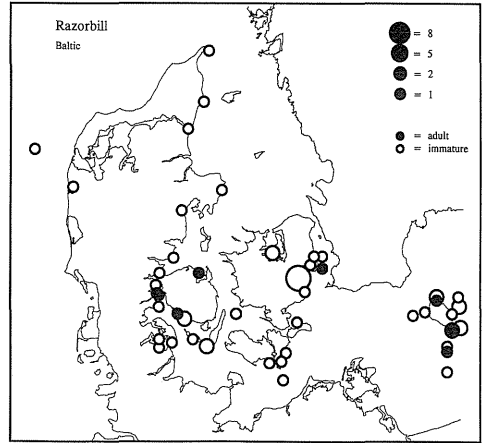 Razorbill
Baltic
= 8
= 5
= 2
= 1
= adult
= immature